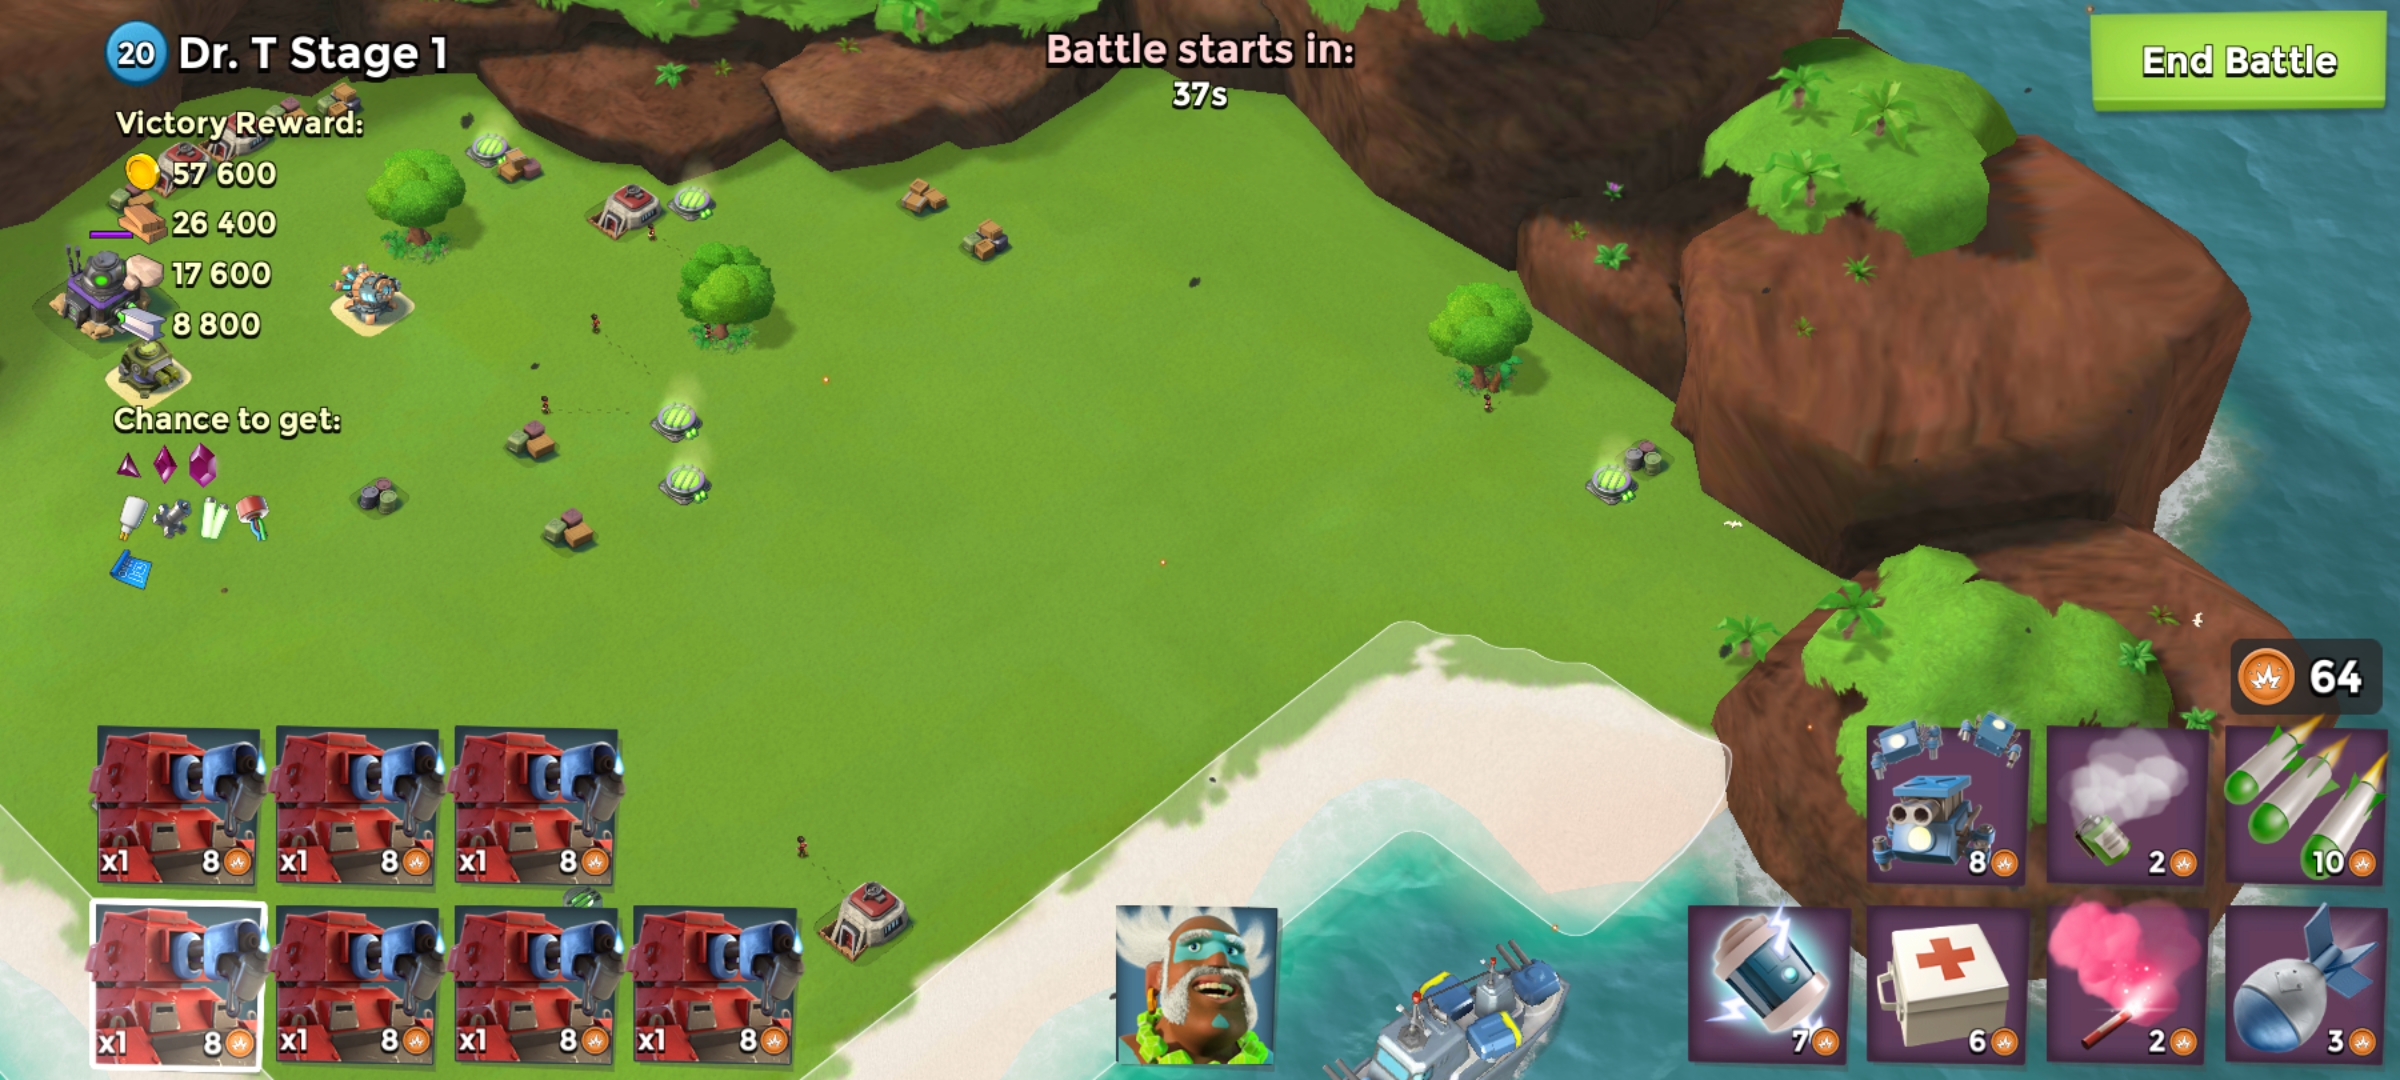 20 Dr. T Stage 1
Battle starts in:
37s
End Battle
Victory Reward:
57 600
26 400
17 600
8 800
Chance to get:
64
x1 8
x1 8
x1 8
8
2
10
x1 8
x1 8
x1 8
x1 8
7
6
2
3